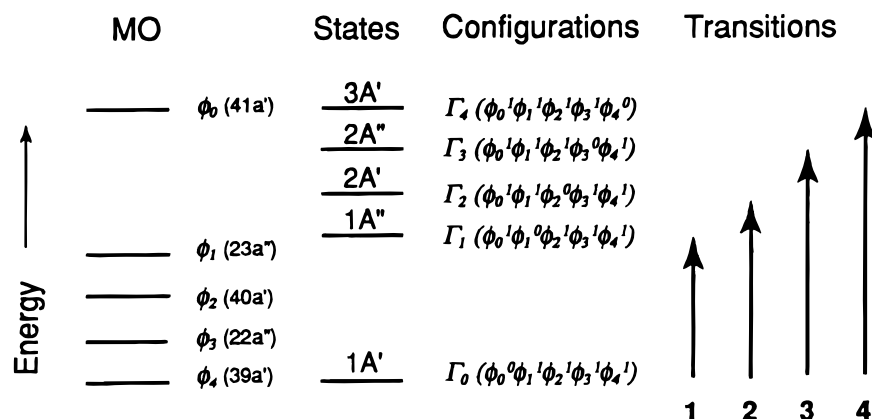 MO States Configurations Transitions
ϕ₀ (41a') 3A' Γ₄ (ϕ₀¹ϕ₁¹ϕ₂¹ϕ₃¹ϕ₄⁰)
2A" Γ₃ (ϕ₀¹ϕ₁¹ϕ₂¹ϕ₃⁰ϕ₄¹)
2A' Γ₂ (ϕ₀¹ϕ₁¹ϕ₂⁰ϕ₃¹ϕ₄¹)
1A" Γ₁ (ϕ₀¹ϕ₁⁰ϕ₂¹ϕ₃¹ϕ₄¹)
ϕ₁ (23a")
ϕ₂ (40a')
ϕ₃ (22a")
ϕ₄ (39a') 1A' Γ₀ (ϕ₀⁰ϕ₁¹ϕ₂¹ϕ₃¹ϕ₄¹)
Energy
1 2 3 4